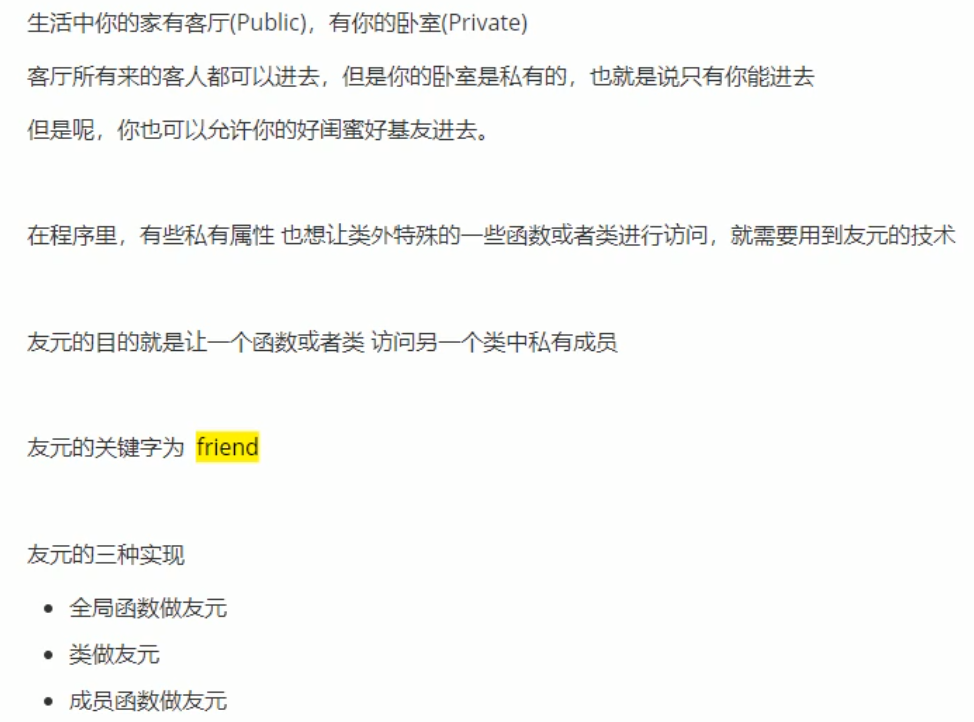 生活中你的家有客厅(Public)，有你的卧室(Private)
客厅所有来的客人都可以进去，但是你的卧室是私有的，也就是说只有你能进去
但是呢，你也可以允许你的好闺蜜好基友进去。
在程序里，有些私有属性 也想让类外特殊的一些函数或者类进行访问，就需要用到友元的技术
友元的目的就是让一个函数或者类 访问另一个类中私有成员
友元的关键字为 friend
友元的三种实现
• 全局函数做友元
• 类做友元
• 成员函数做友元